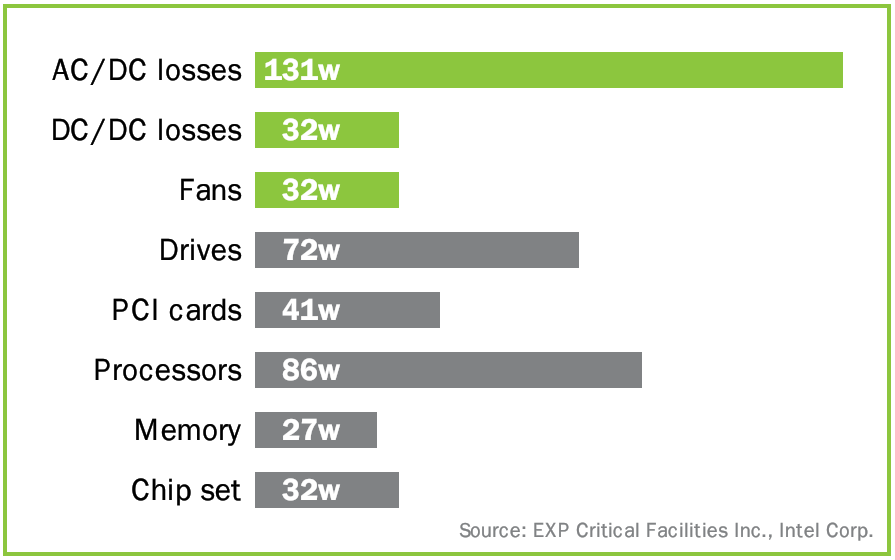 AC/DC losses 131w
DC/DC losses 32w
Fans 32w
Drives 72w
PCI cards 41w
Processors 86w
Memory 27w
Chip set 32w
Source: EXP Critical Facilities Inc., Intel Corp.